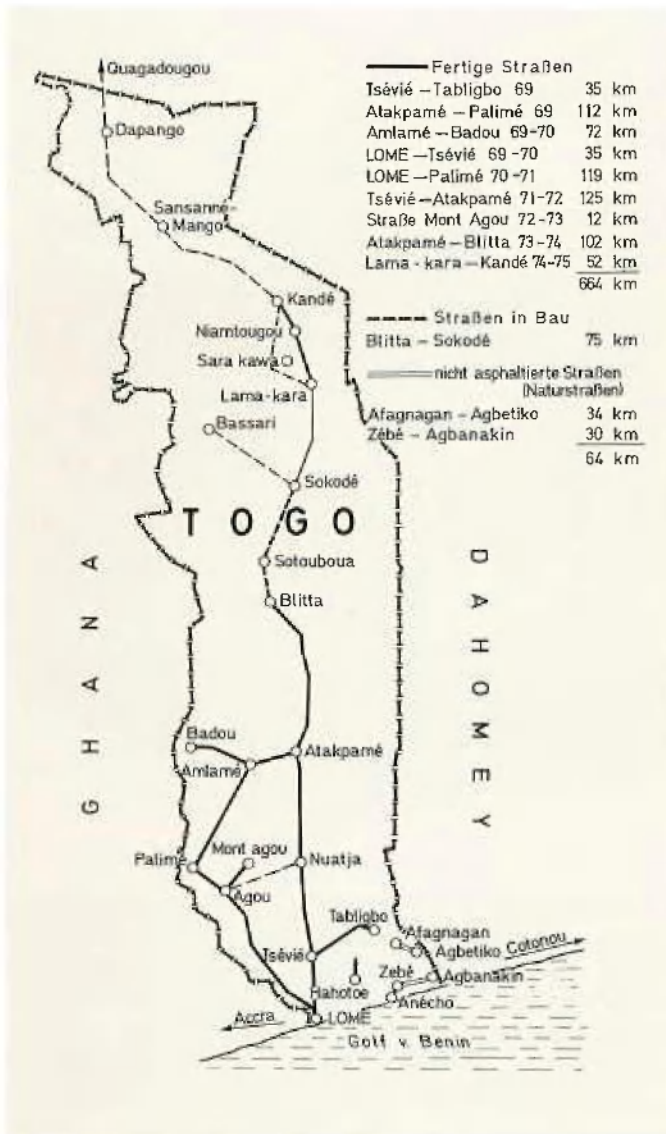 Fertige Straßen
Tsévié – Tabligbo 69 35 km
Atakpamé – Palimé 69 112 km
Amlamé – Badou 69-70 72 km
LOME – Tsévié 69-70 35 km
LOME – Palimé 70-71 119 km
Tsévié – Atakpamé 71-72 125 km
Straße Mont Agou 72-73 12 km
Atakpamé – Blitta 73-74 102 km
Lama-kara – Kandé 74-75 52 km
664 km
Straßen in Bau
Blitta – Sokodé 75 km
nicht asphaltierte Straßen
(Naturstraßen)
Afagnagan – Agbetiko 34 km
Zébé – Agbanakin 30 km
64 km
Ouagadougou
Dapango
Sansanné-
Mango
Kandé
Niamtougou
Sara kawa
Lama-kara
Bassari
Sokodé
TOGO
Sotouboua
Blitta
GHANA
DAHOMEY
Badou
Amlamé
Atakpamé
Palimé
Mont agou
Nuatja
Agou
Tabligbo
Afagnagan
Agbetiko
Cotonou
Tsévié
Zebé
Agbanakin
Hahotoe
Anécho
Accra
LOME
Golf v. Benin